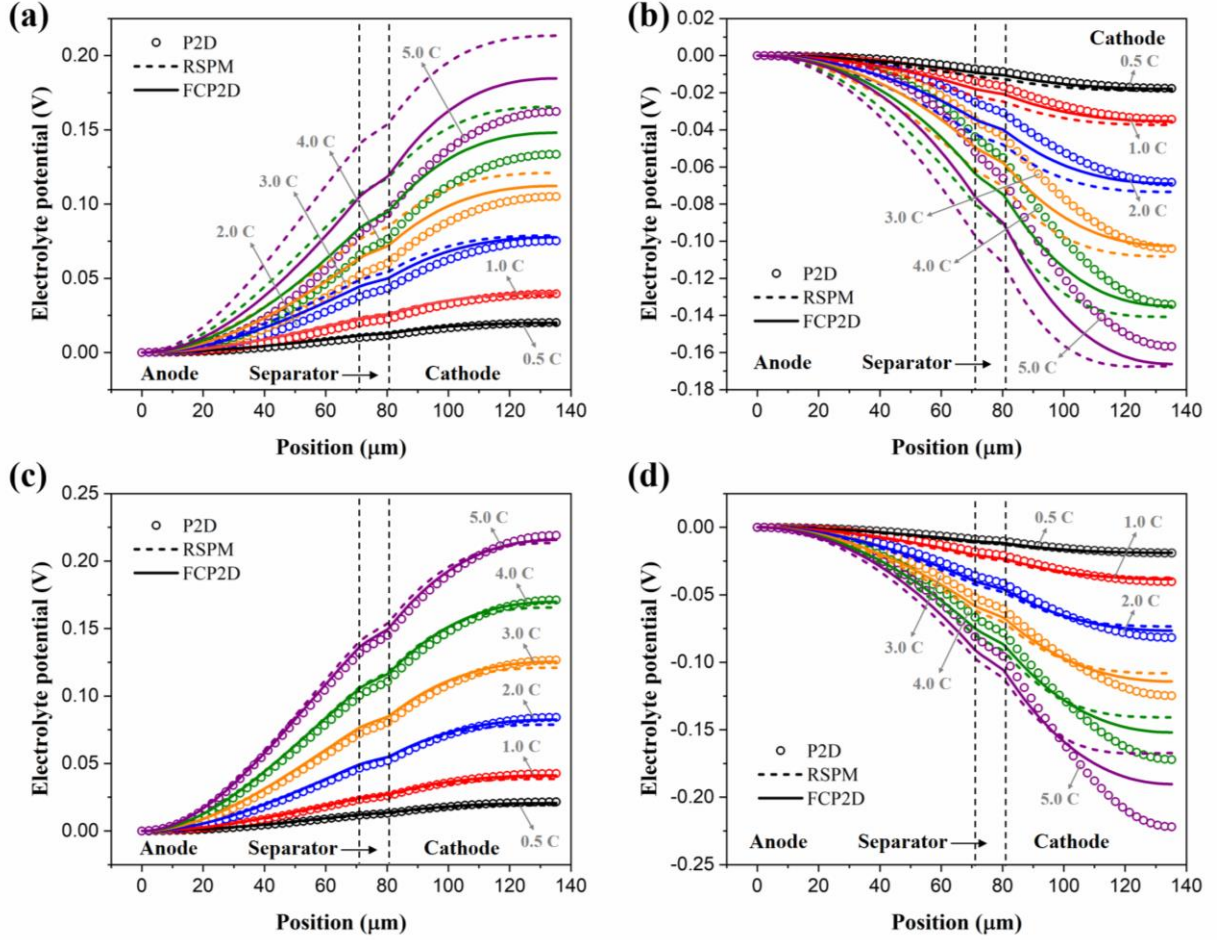 (a)
0.20
0.15
0.10
0.05
0.00
Electrolyte potential (V)
P2D
RSPM
FCP2D
5.0 C
4.0 C
3.0 C
2.0 C
1.0 C
0.5 C
Anode
Separator
Cathode
0 20 40 60 80 100 120 140
Position (μm)
(b)
0.02
0.00
-0.02
-0.04
-0.06
-0.08
-0.10
-0.12
-0.14
-0.16
-0.18
Electrolyte potential (V)
Cathode
0.5 C
1.0 C
2.0 C
3.0 C
4.0 C
5.0 C
P2D
RSPM
FCP2D
Anode
Separator
0 20 40 60 80 100 120 140
Position (μm)
(c)
0.25
0.20
0.15
0.10
0.05
0.00
Electrolyte potential (V)
P2D
RSPM
FCP2D
5.0 C
4.0 C
3.0 C
2.0 C
1.0 C
0.5 C
Anode
Separator
Cathode
0 20 40 60 80 100 120 140
Position (μm)
(d)
0.00
-0.05
-0.10
-0.15
-0.20
-0.25
Electrolyte potential (V)
0.5 C
1.0 C
2.0 C
3.0 C
4.0 C
5.0 C
P2D
RSPM
FCP2D
Anode
Separator
Cathode
0 20 40 60 80 100 120 140
Position (μm)